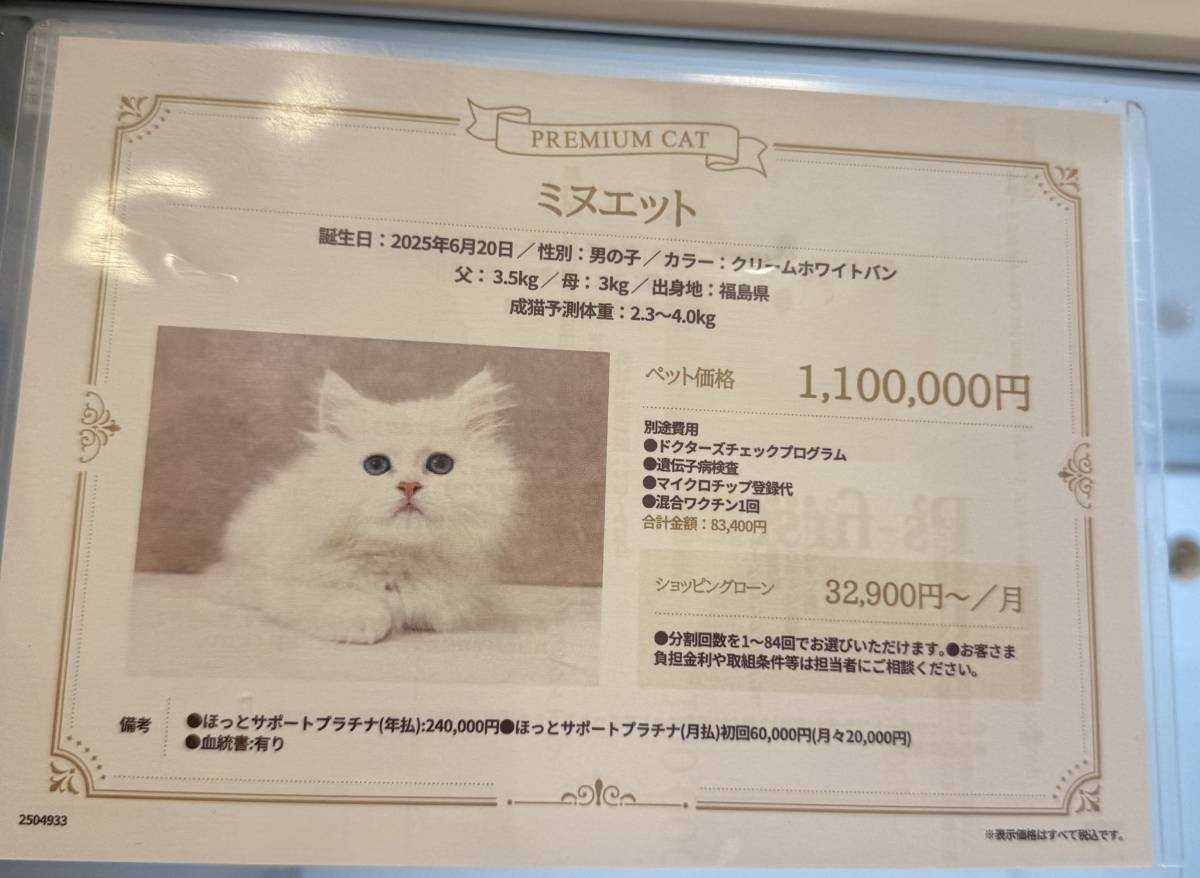 PREMIUM CAT
ミヌエット
誕生日：2025年6月20日／性別：男の子／カラー：クリームホワイトバン
父： 3.5kg／母： 3kg／出身地：福島県
成猫予測体重：2.3～4.0kg
ペット価格 1,100,000円
別途費用
●ドクターズチェックプログラム
●遺伝子病検査
●マイクロチップ登録代
●混合ワクチン1回
合計金額：83,400円
ショッピングローン 32,900円～／月
●分割回数を1～84回でお選びいただけます。●お客さま
負担金利や取組条件等は担当者にご相談ください。
備考 ●ほっとサポートプラチナ(年払):240,000円●ほっとサポートプラチナ(月払)初回60,000円(月々20,000円)
●血統書:有り
2504933
※表示価格はすべて税込です。